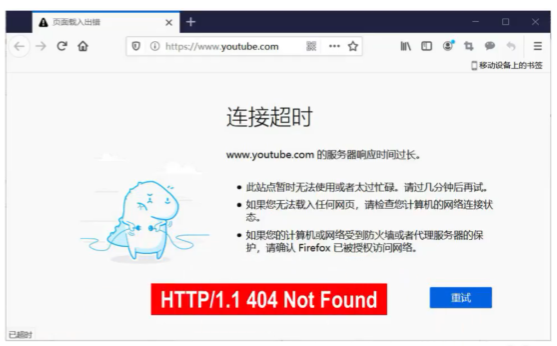 页面载入出错
https://www.youtube.com
移动设备上的书签
连接超时
www.youtube.com 的服务器响应时间过长。
此站点暂时无法使用或者太过忙碌。请过几分钟后再试。
如果您无法载入任何网页，请检查您计算机的网络连接状
态。
如果您的计算机或网络受到防火墙或者代理服务器的保
护，请确认 Firefox 已被授权访问网络。
HTTP/1.1 404 Not Found
重试
已超时